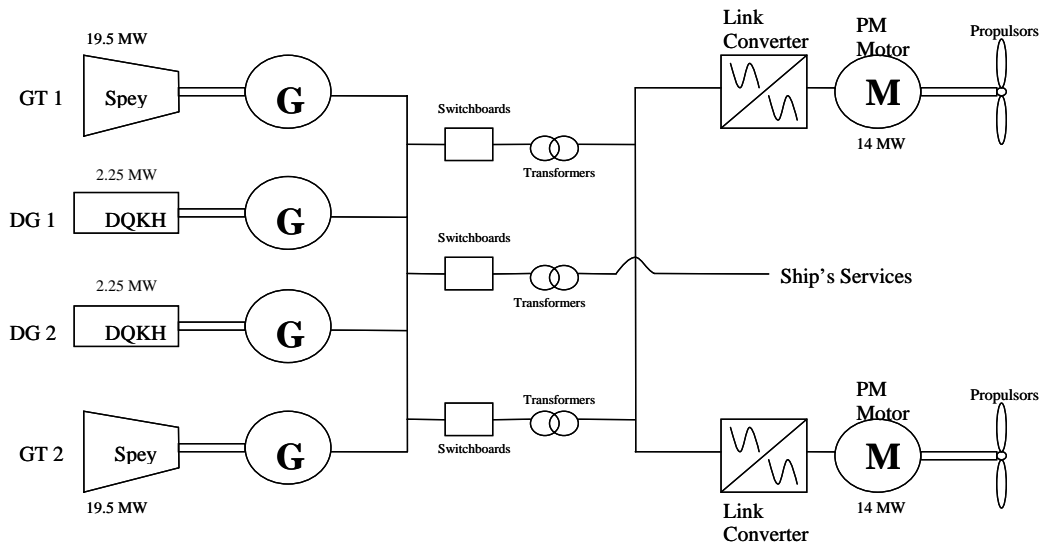 Link
Converter
PM
Motor
Propulsors
19.5 MW
GT 1
Spey
G
M
14 MW
Switchboards
Transformers
2.25 MW
DG 1
DQKH
G
Switchboards
Transformers
Ship's Services
2.25 MW
DG 2
DQKH
G
PM
Motor
Propulsors
Transformers
Switchboards
GT 2
Spey
G
M
19.5 MW
14 MW
Link
Converter